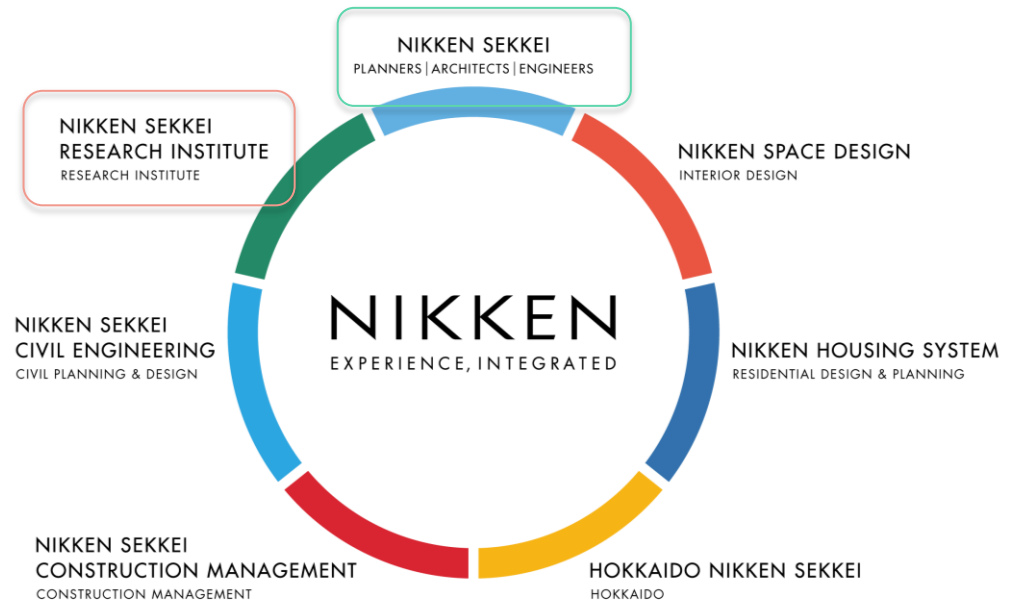 NIKKEN SEKKEI
PLANNERS|ARCHITECTS|ENGINEERS
NIKKEN SEKKEI
RESEARCH INSTITUTE
RESEARCH INSTITUTE
NIKKEN SPACE DESIGN
INTERIOR DESIGN
NIKKEN
EXPERIENCE, INTEGRATED
NIKKEN SEKKEI
CIVIL ENGINEERING
CIVIL PLANNING & DESIGN
NIKKEN HOUSING SYSTEM
RESIDENTIAL DESIGN & PLANNING
NIKKEN SEKKEI
CONSTRUCTION MANAGEMENT
CONSTRUCTION MANAGEMENT
HOKKAIDO NIKKEN SEKKEI
HOKKAIDO